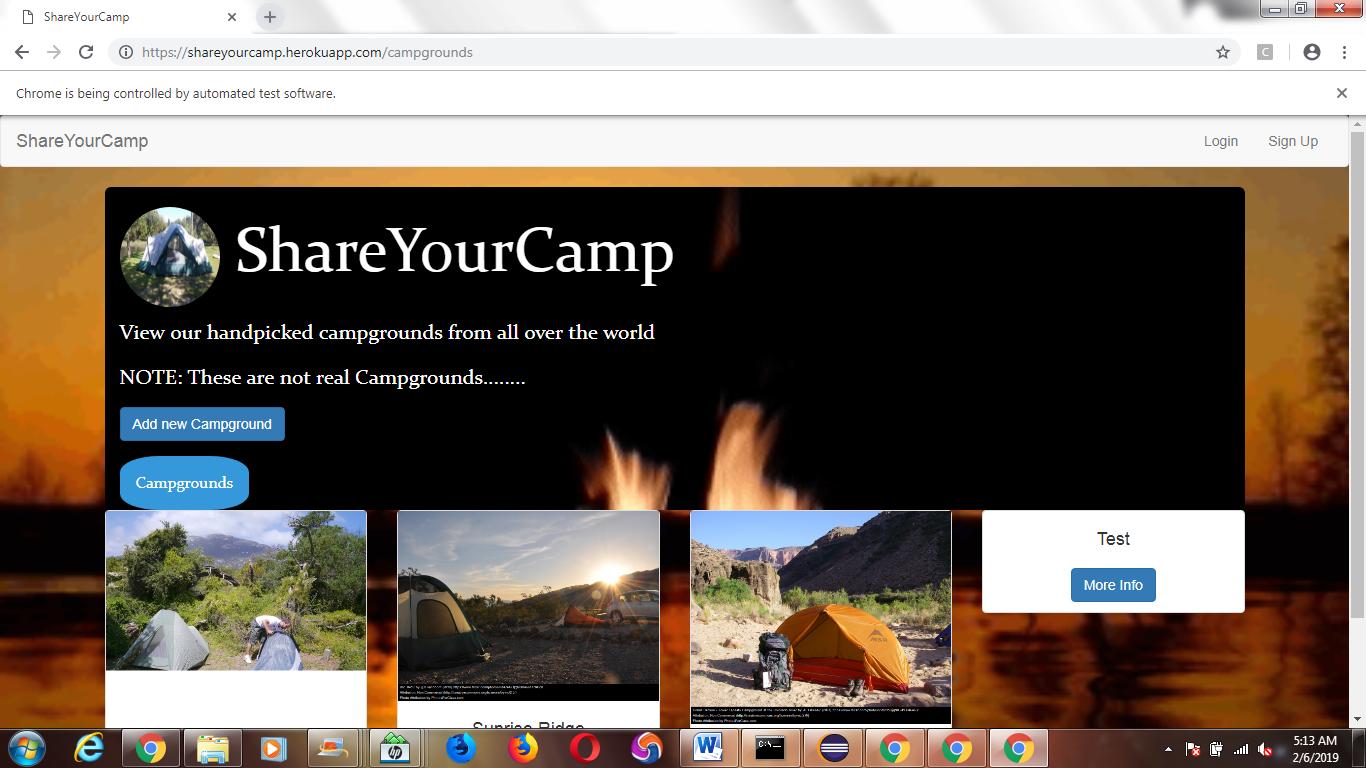 ShareYourCamp
https://shareyourcamp.herokuapp.com/campgrounds
C
Chrome is being controlled by automated test software.
ShareYourCamp
Login
Sign Up
ShareYourCamp
View our handpicked campgrounds from all over the world
NOTE: These are not real Campgrounds........
Add new Campground
Campgrounds
Test
More Info
Sunrise Ridge
5:13 AM
2/6/2019